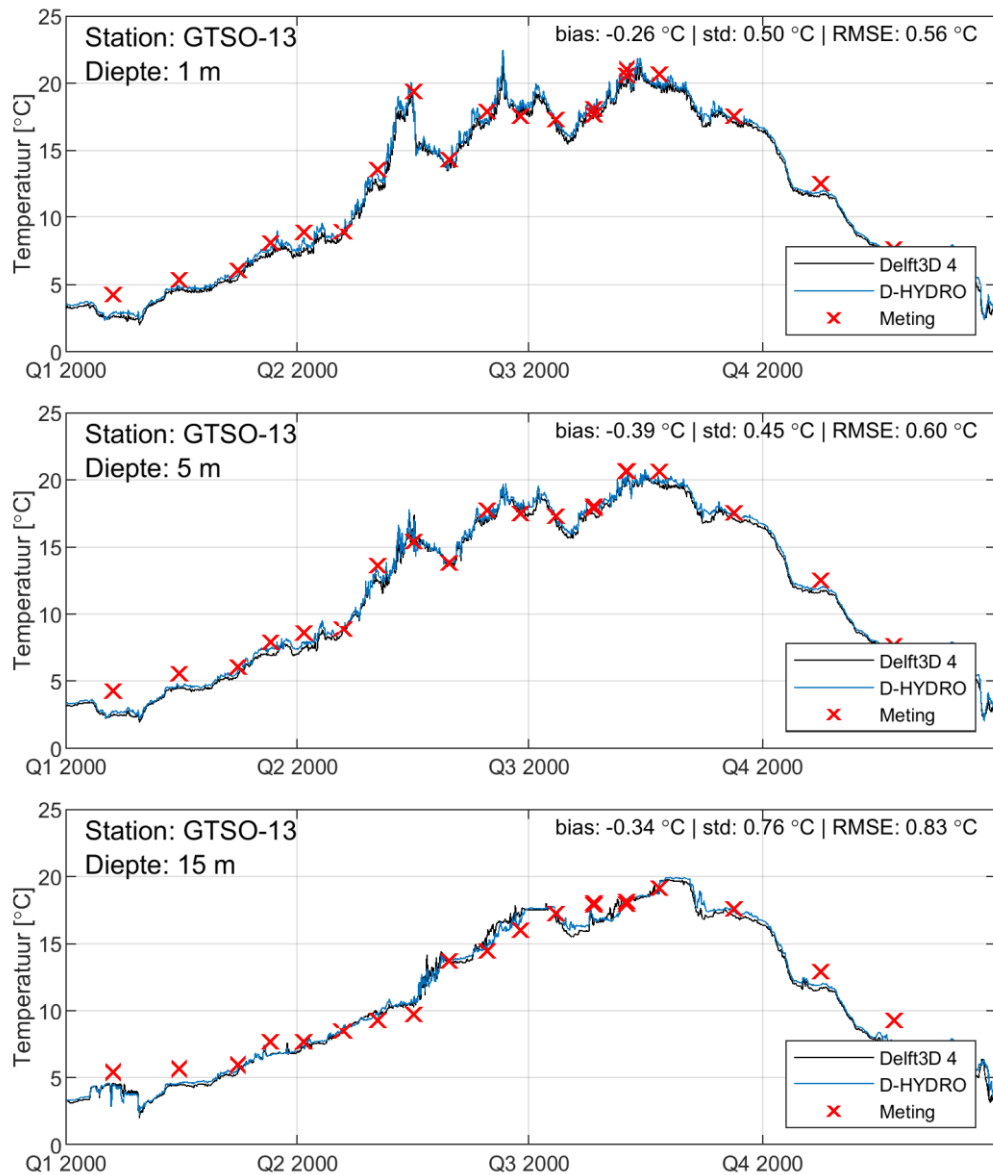 Station: GTSO-13
bias: -0.26 °C | std: 0.50 °C | RMSE: 0.56 °C
Diepte: 1 m
Temperatuur [°C]
25
20
15
10
5
0
Delft3D 4
D-HYDRO
Meting
Q1 2000
Q2 2000
Q3 2000
Q4 2000
Station: GTSO-13
bias: -0.39 °C | std: 0.45 °C | RMSE: 0.60 °C
Diepte: 5 m
Temperatuur [°C]
25
20
15
10
5
0
Delft3D 4
D-HYDRO
Meting
Q1 2000
Q2 2000
Q3 2000
Q4 2000
Station: GTSO-13
bias: -0.34 °C | std: 0.76 °C | RMSE: 0.83 °C
Diepte: 15 m
Temperatuur [°C]
25
20
15
10
5
0
Delft3D 4
D-HYDRO
Meting
Q1 2000
Q2 2000
Q3 2000
Q4 2000